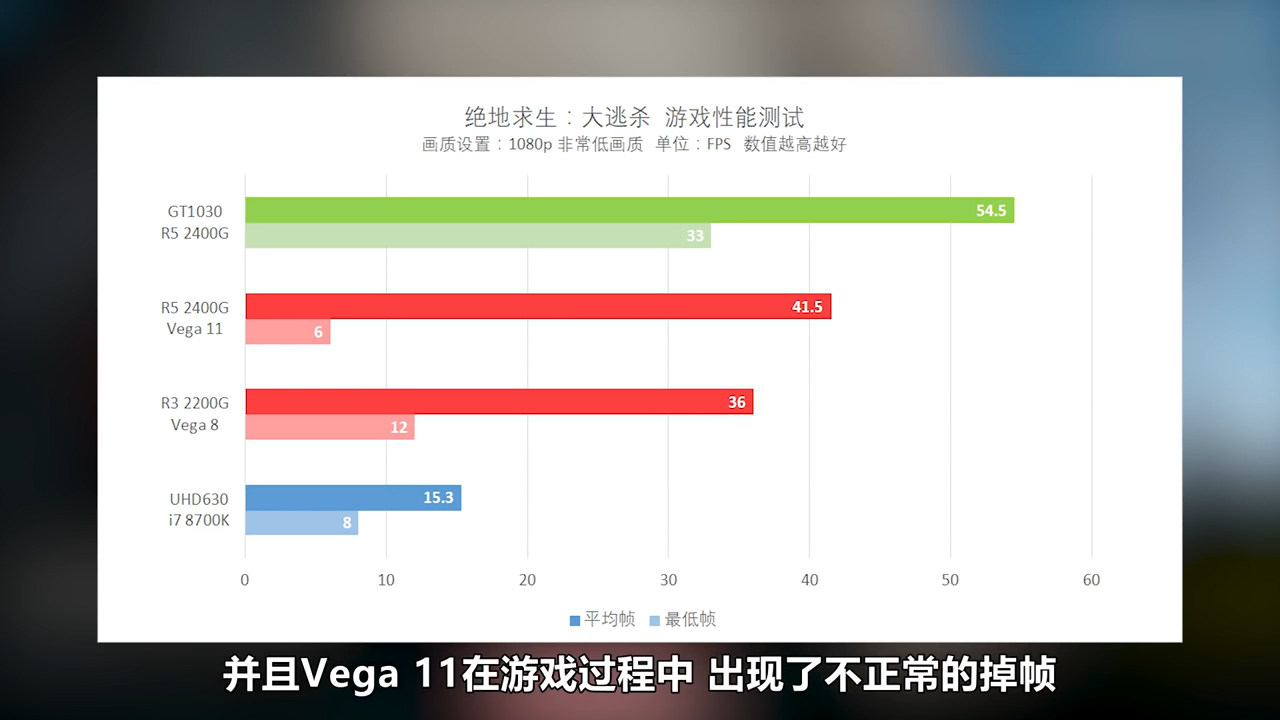 绝地求生：大逃杀 游戏性能测试
画质设置：1080p 非常低画质 单位：FPS 数值越高越好
GT1030
R5 2400G
54.5
33
R5 2400G
Vega 11
41.5
6
R3 2200G
Vega 8
36
12
UHD630
i7 8700K
15.3
8
0 10 20 30 40 50 60
平均帧 最低帧
并且Vega 11在游戏过程中 出现了不正常的掉帧